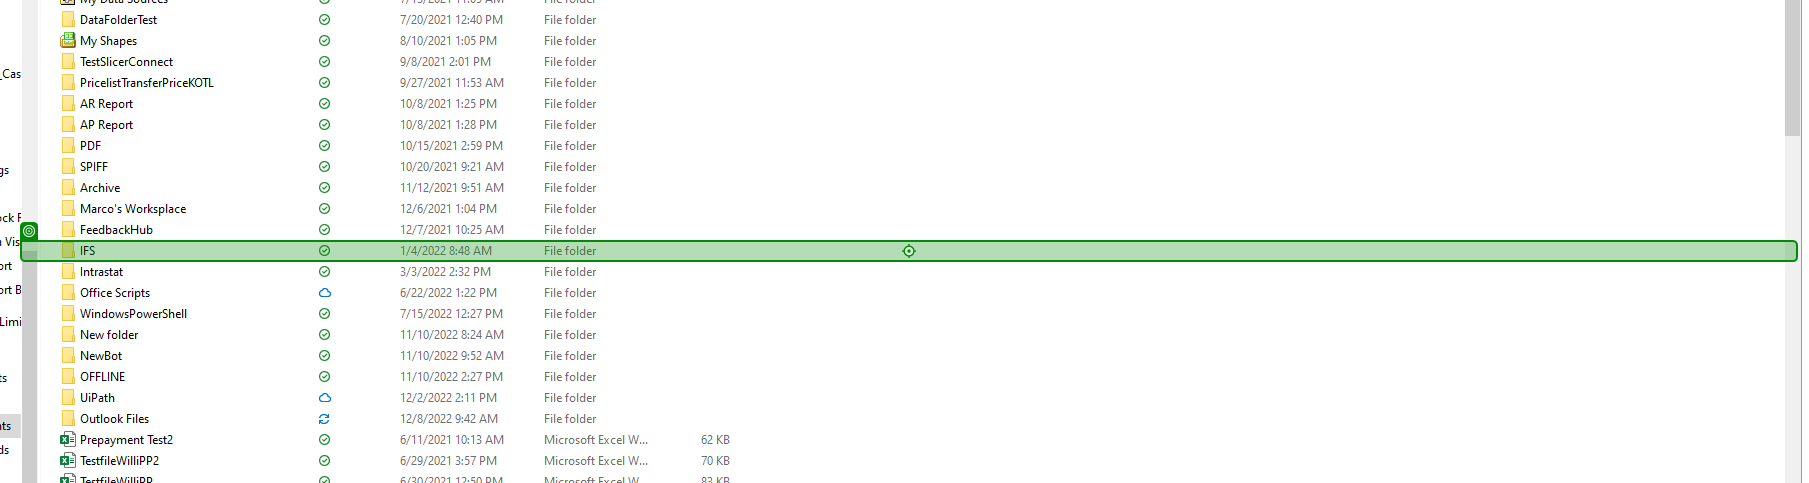 My Data Sources
DataFolderTest 7/20/2021 12:40 PM File folder
My Shapes 8/10/2021 1:05 PM File folder
TestSlicerConnect 9/8/2021 2:01 PM File folder
_Cas
PricelistTransferPriceKOTL 9/27/2021 11:53 AM File folder
AR Report 10/8/2021 1:25 PM File folder
AP Report 10/8/2021 1:28 PM File folder
PDF 10/15/2021 2:59 PM File folder
SPIFF 10/20/2021 9:21 AM File folder
gs
Archive 11/12/2021 9:51 AM File folder
Marco's Worksplace 12/6/2021 1:04 PM File folder
ock F
FeedbackHub 12/7/2021 10:25 AM File folder
Vis
IFS 1/4/2022 8:48 AM File folder
ort
Intrastat 3/3/2022 2:32 PM File folder
ort B
Office Scripts 6/22/2022 1:22 PM File folder
WindowsPowerShell 7/15/2022 12:27 PM File folder
Limi
New folder 11/10/2022 8:24 AM File folder
NewBot 11/10/2022 9:52 AM File folder
ts
OFFLINE 11/10/2022 2:27 PM File folder
UiPath 12/2/2022 2:11 PM File folder
Outlook Files 12/8/2022 9:42 AM File folder
nts
Prepayment Test2 6/11/2021 10:13 AM Microsoft Excel W... 62 KB
ds
TestfileWilliPP2 6/29/2021 3:57 PM Microsoft Excel W... 70 KB
TestfileWilliPP 6/30/2021 12:50 PM Microsoft Excel W... 83 KB